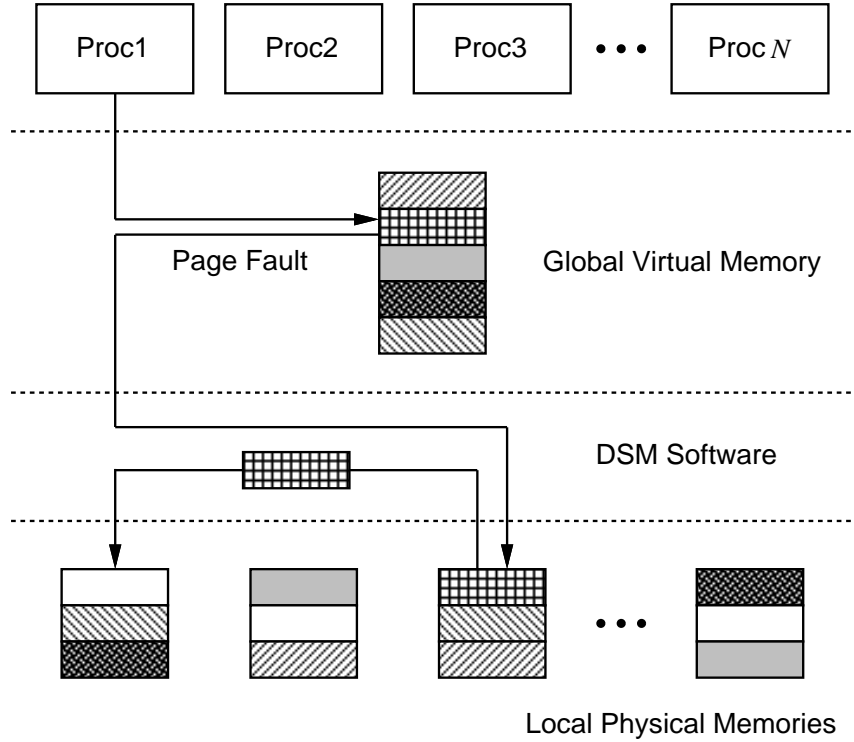 Proc1 Proc2 Proc3 Proc N
Page Fault Global Virtual Memory
DSM Software
Local Physical Memories